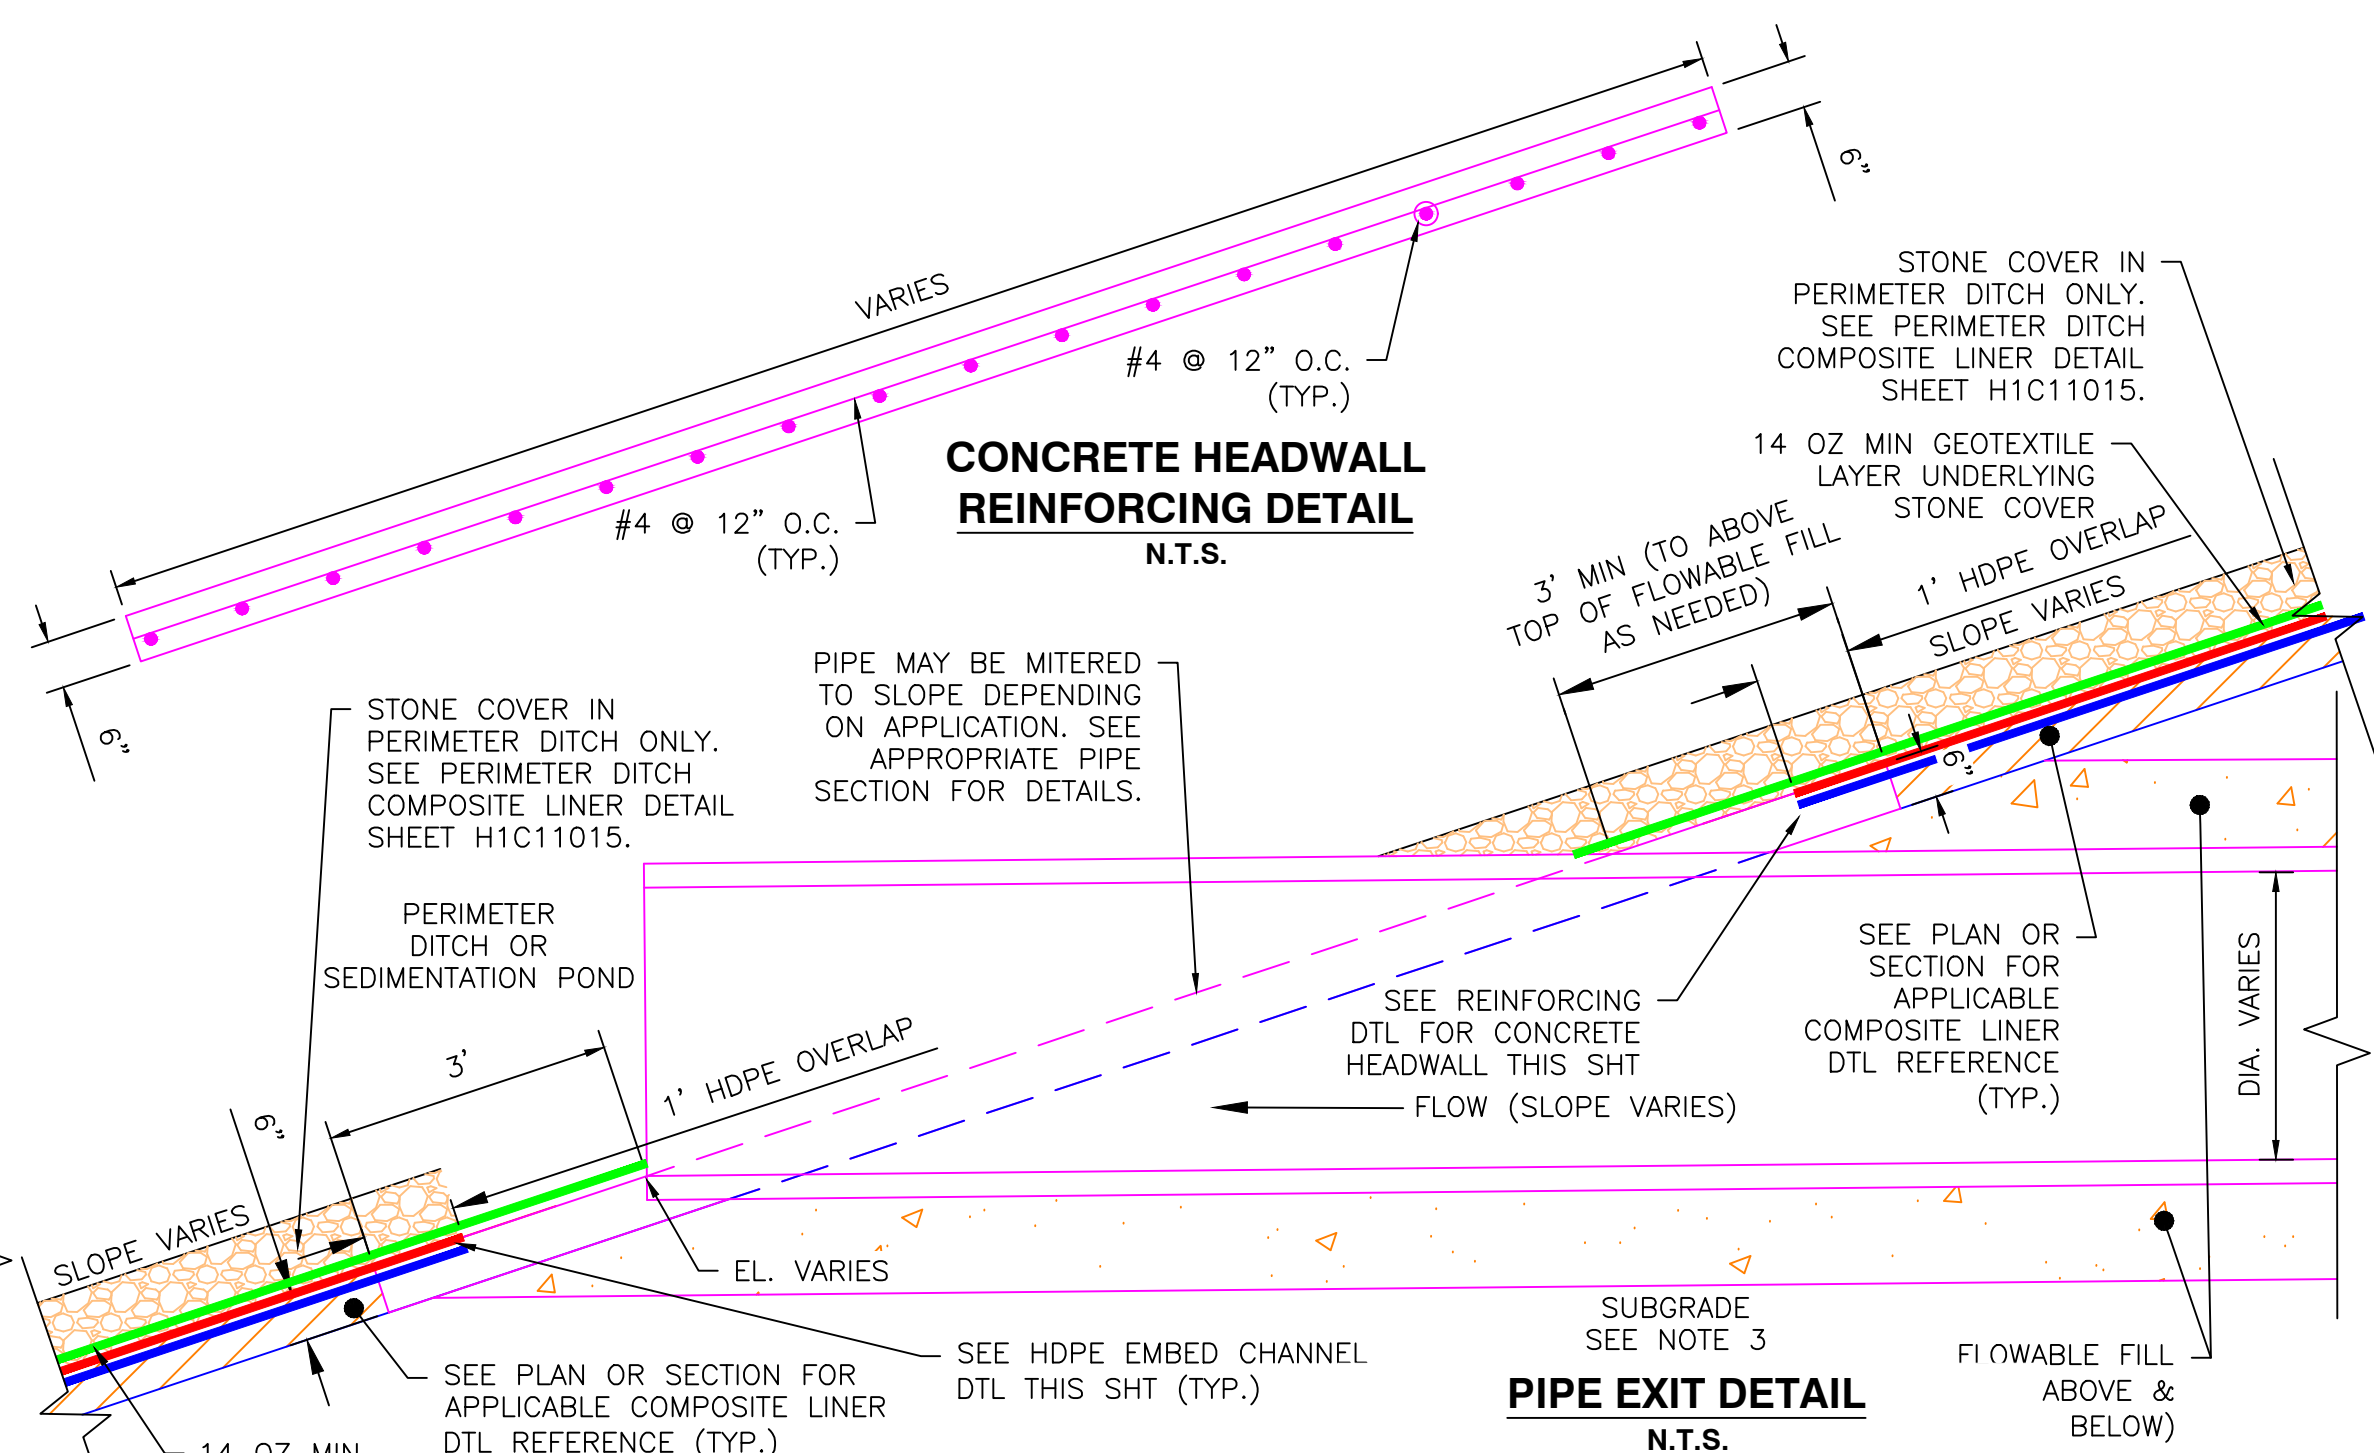 VARIES
6"
#4 @ 12" O.C.
(TYP.)
#4 @ 12" O.C.
(TYP.)
6"
CONCRETE HEADWALL
REINFORCING DETAIL
N.T.S.
STONE COVER IN
PERIMETER DITCH ONLY.
SEE PERIMETER DITCH
COMPOSITE LINER DETAIL
SHEET H1C11015.
14 OZ MIN GEOTEXTILE
LAYER UNDERLYING
STONE COVER
3' MIN (TO ABOVE
TOP OF FLOWABLE FILL
AS NEEDED)
1' HDPE OVERLAP
SLOPE VARIES
6"
PIPE MAY BE MITERED
TO SLOPE DEPENDING
ON APPLICATION. SEE
APPROPRIATE PIPE
SECTION FOR DETAILS.
STONE COVER IN
PERIMETER DITCH ONLY.
SEE PERIMETER DITCH
COMPOSITE LINER DETAIL
SHEET H1C11015.
PERIMETER
DITCH OR
SEDIMENTATION POND
SEE REINFORCING
DTL FOR CONCRETE
HEADWALL THIS SHT
SEE PLAN OR
SECTION FOR
APPLICABLE
COMPOSITE LINER
DTL REFERENCE
(TYP.)
DIA. VARIES
FLOW (SLOPE VARIES)
3'
6"
1' HDPE OVERLAP
SLOPE VARIES
EL. VARIES
SEE HDPE EMBED CHANNEL
DTL THIS SHT (TYP.)
SEE PLAN OR SECTION FOR
APPLICABLE COMPOSITE LINER
DTL REFERENCE (TYP.)
14 OZ MIN
SUBGRADE
SEE NOTE 3
FLOWABLE FILL
ABOVE &
BELOW)
PIPE EXIT DETAIL
N.T.S.